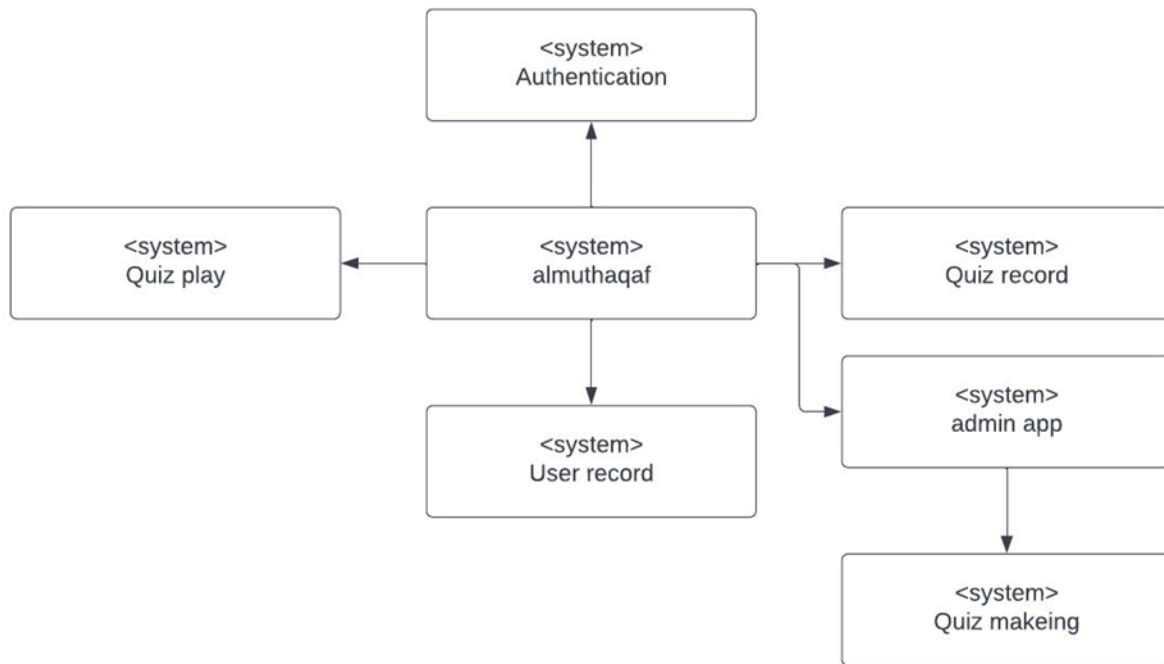 <system>
Authentication
<system>
Quiz play
<system>
almuthaqaf
<system>
Quiz record
<system>
admin app
<system>
User record
<system>
Quiz makeing